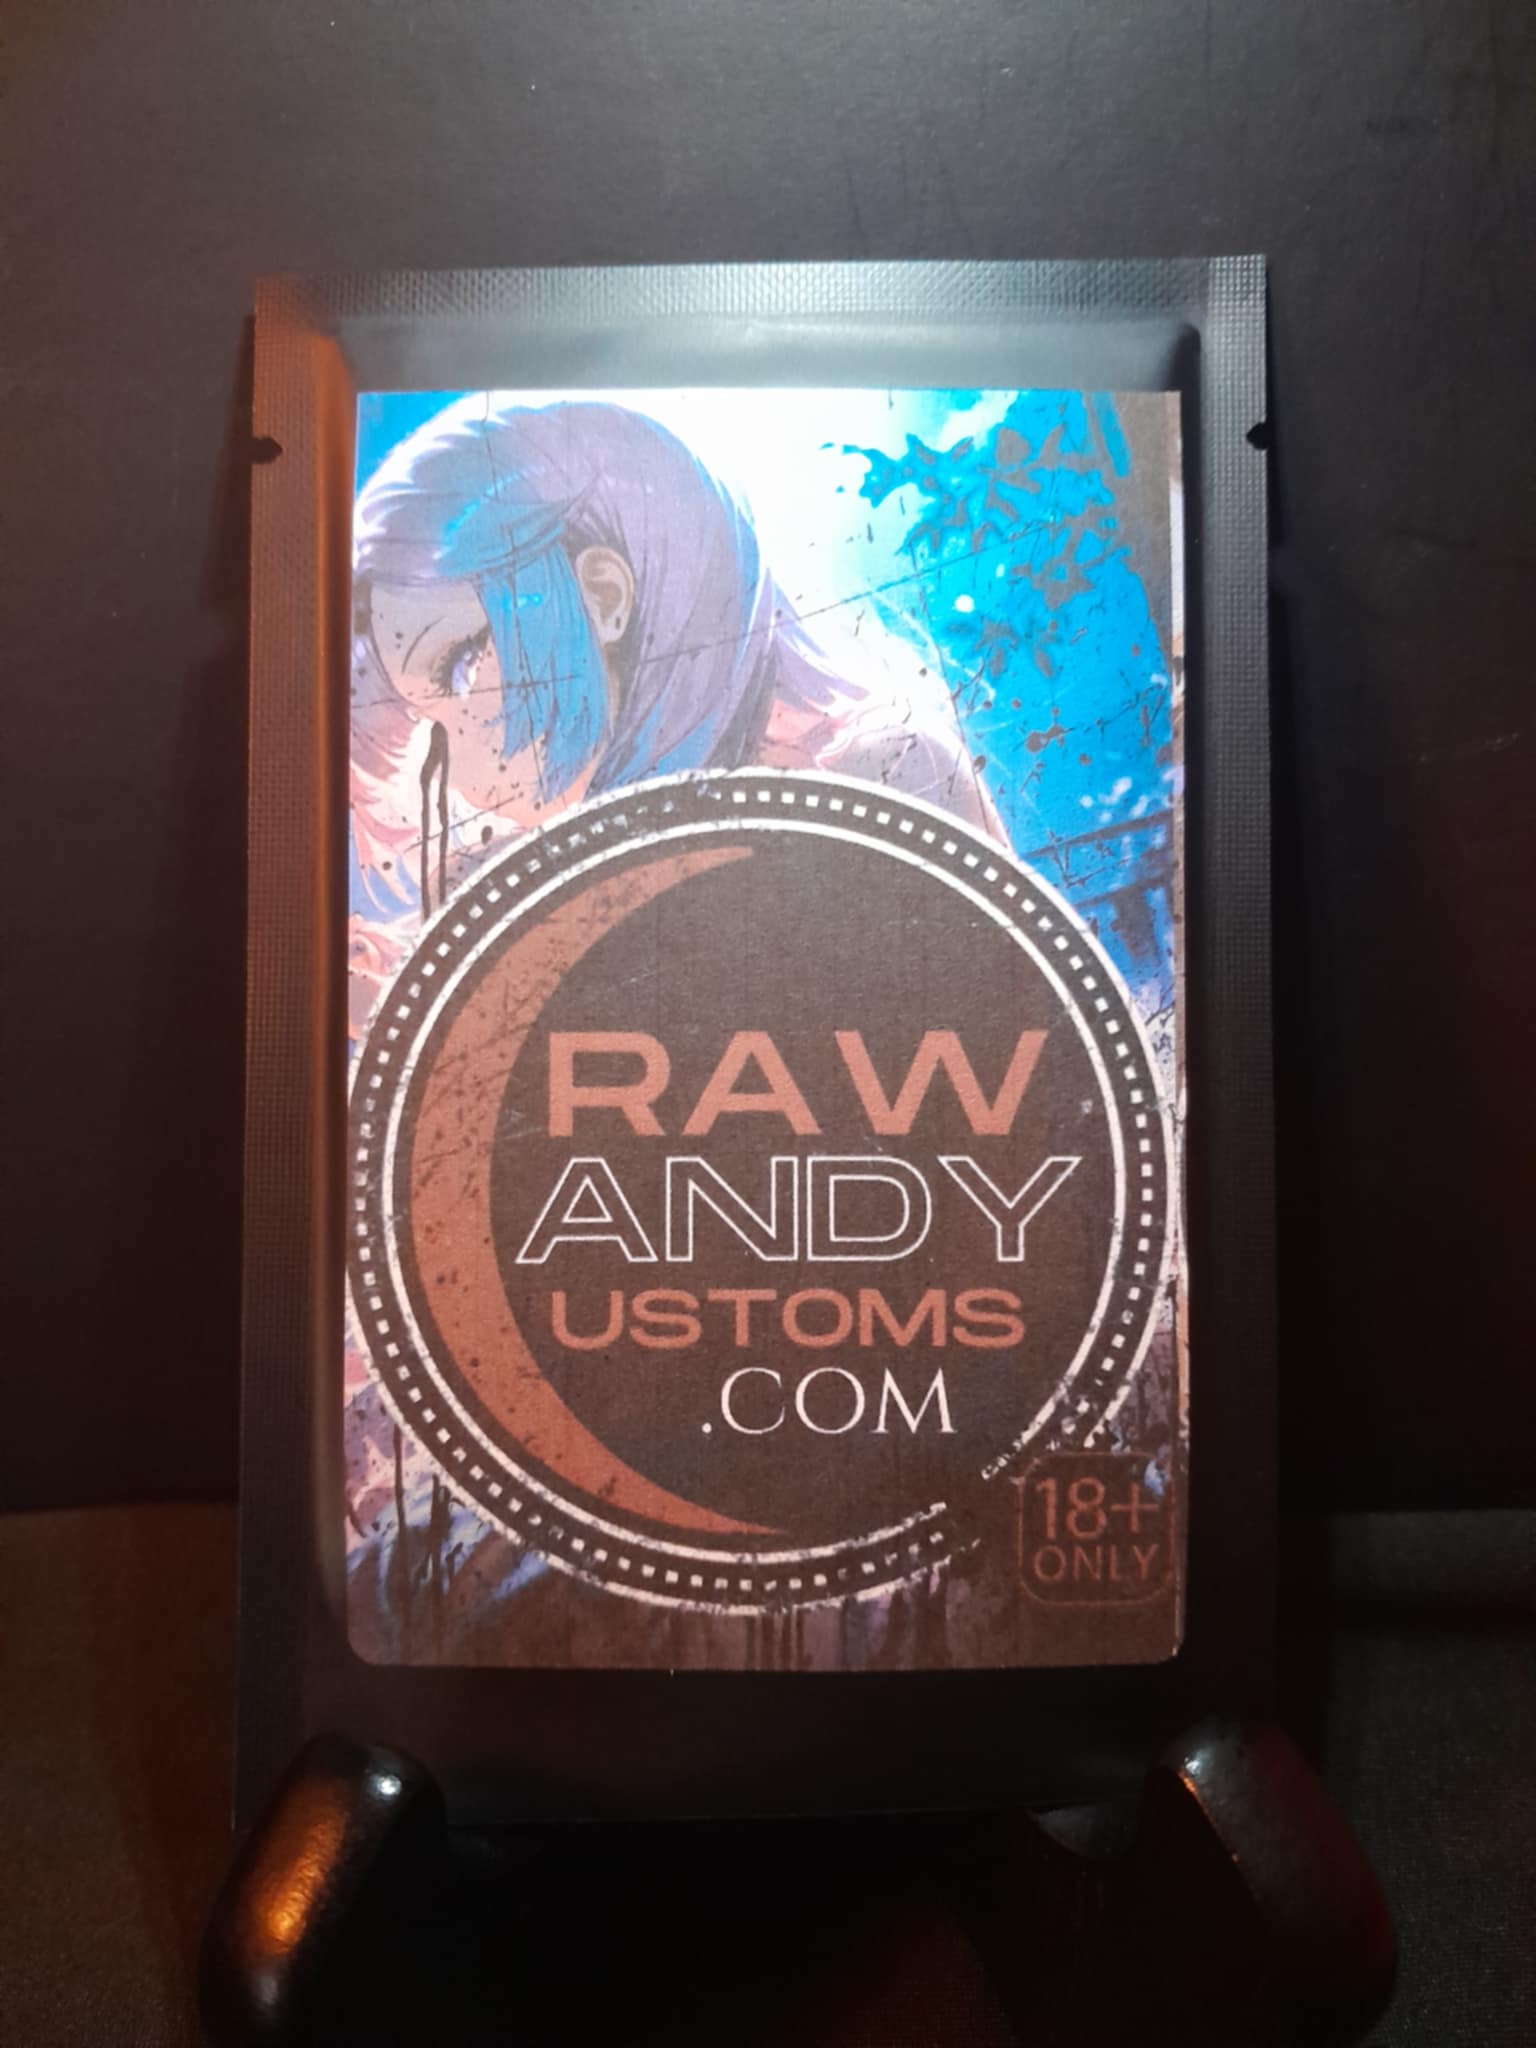 RAW
ANDY
USTOMS
.COM
18+
ONLY